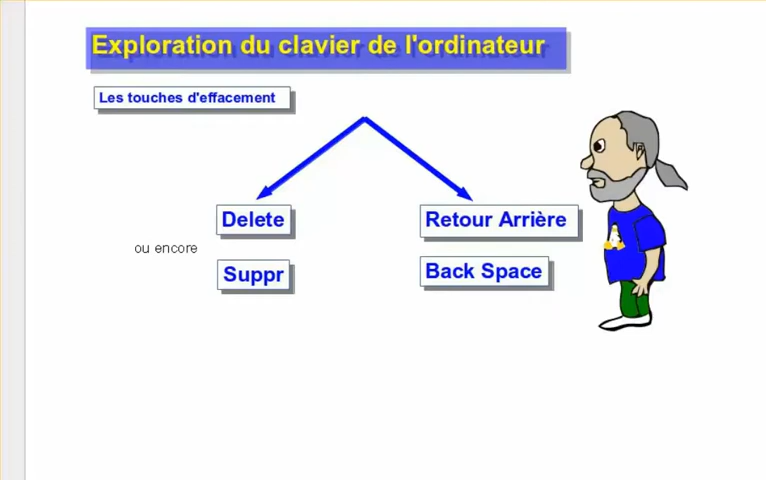 Exploration du clavier de l'ordinateur
Les touches d'effacement
Delete
Retour Arrière
ou encore
Suppr
Back Space